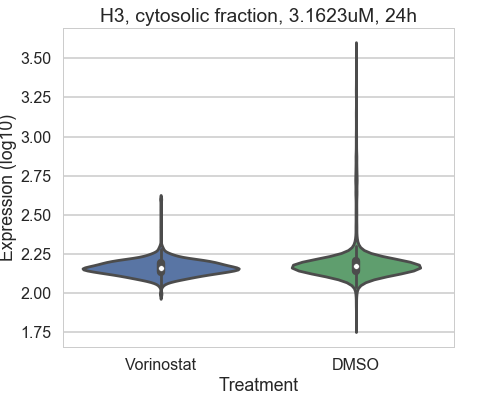 H3, cytosolic fraction, 3.1623uM, 24h
Expression (log10)
3.50
3.25
3.00
2.75
2.50
2.25
2.00
1.75
Vorinostat DMSO
Treatment